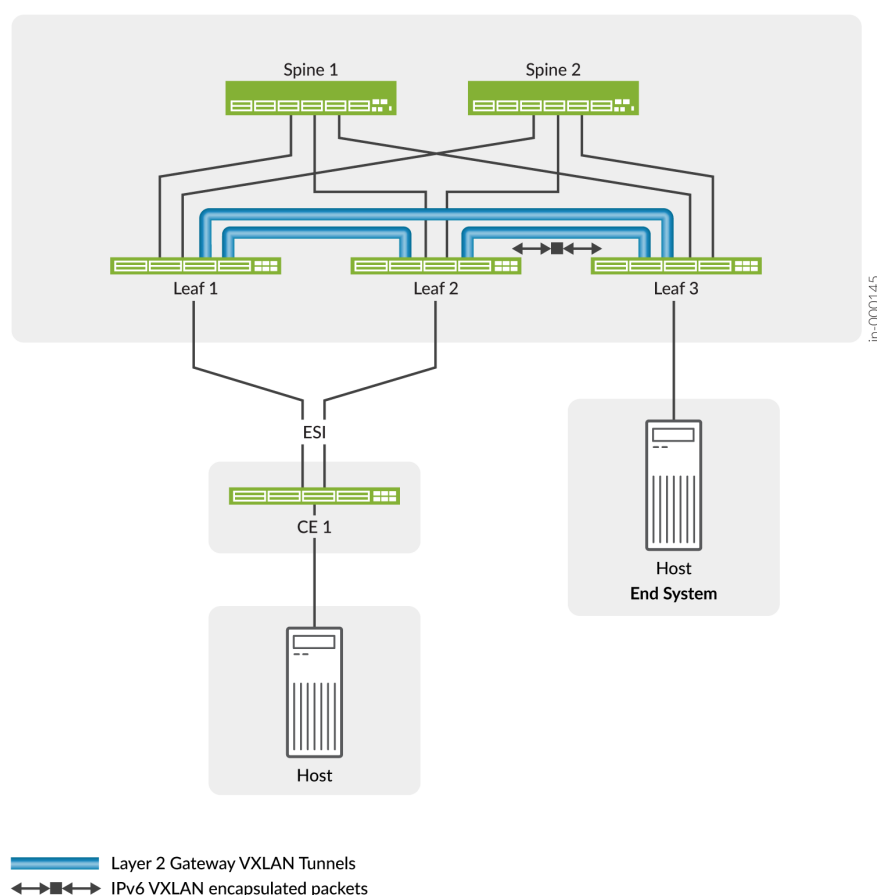 Spine 1
Spine 2
Leaf 1
Leaf 2
Leaf 3
jn-000145
ESI
CE 1
Host
End System
Host
Layer 2 Gateway VXLAN Tunnels
IPv6 VXLAN encapsulated packets